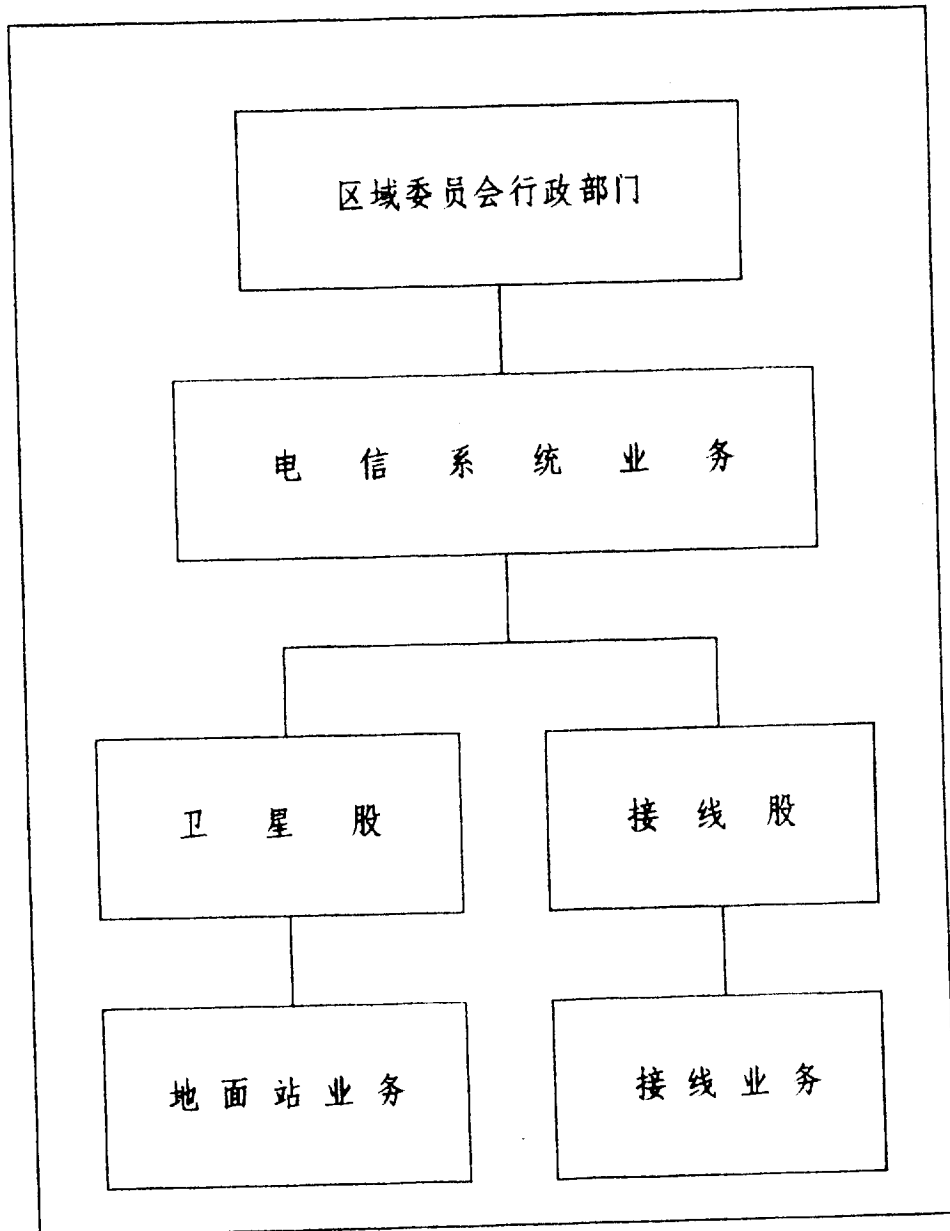 区域委员会行政部门
电信系统业务
卫星股
接线股
地面站业务
接线业务